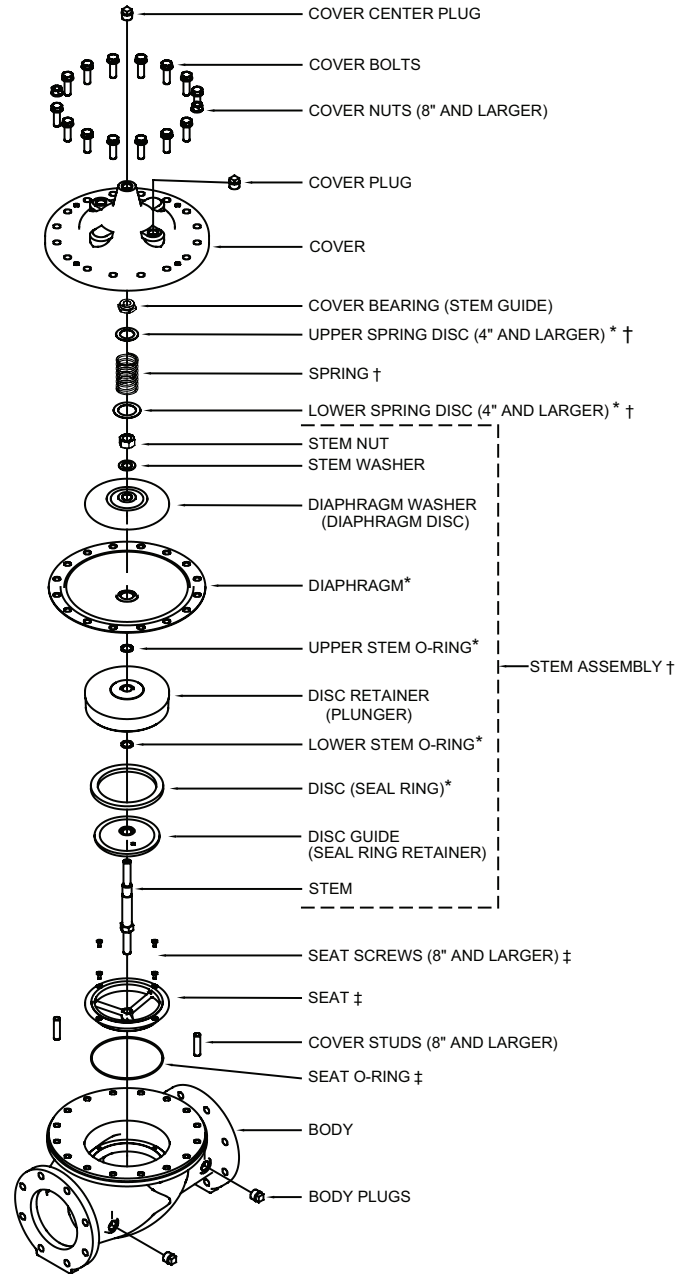 COVER CENTER PLUG
COVER BOLTS
COVER NUTS (8" AND LARGER)
COVER PLUG
COVER
COVER BEARING (STEM GUIDE)
UPPER SPRING DISC (4" AND LARGER) * †
SPRING †
LOWER SPRING DISC (4" AND LARGER) * †
STEM NUT
STEM WASHER
DIAPHRAGM WASHER
(DIAPHRAGM DISC)
DIAPHRAGM*
UPPER STEM O-RING*
STEM ASSEMBLY †
DISC RETAINER
(PLUNGER)
LOWER STEM O-RING*
DISC (SEAL RING)*
DISC GUIDE
(SEAL RING RETAINER)
STEM
SEAT SCREWS (8" AND LARGER) ‡
SEAT ‡
COVER STUDS (8" AND LARGER)
SEAT O-RING ‡
BODY
BODY PLUGS